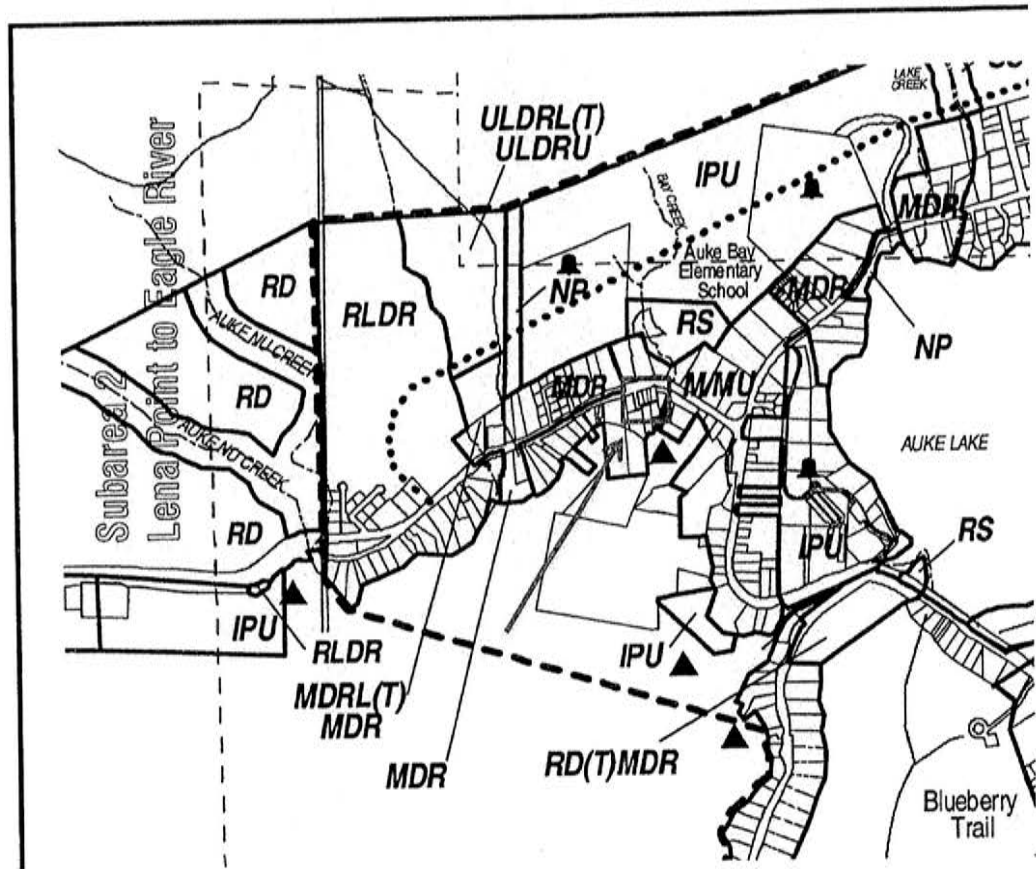 LAKE
CREEK
ULDRL(T)
ULDRU
IPU
BAY CREEK
MDR
Auke Bay
Elementary
School
RD
NP
MDR
AUKE NU CREEK
RLDR
RS
NP
RD
MDR
M/MU
AUKE LAKE
AUKE NU CREEK
Subarea 2
Lena Point to Eagle River
RD
IPU
RS
IPU
RLDR
IPU
MDRL(T)
MDR
MDR
RD(T)MDR
Blueberry
Trail